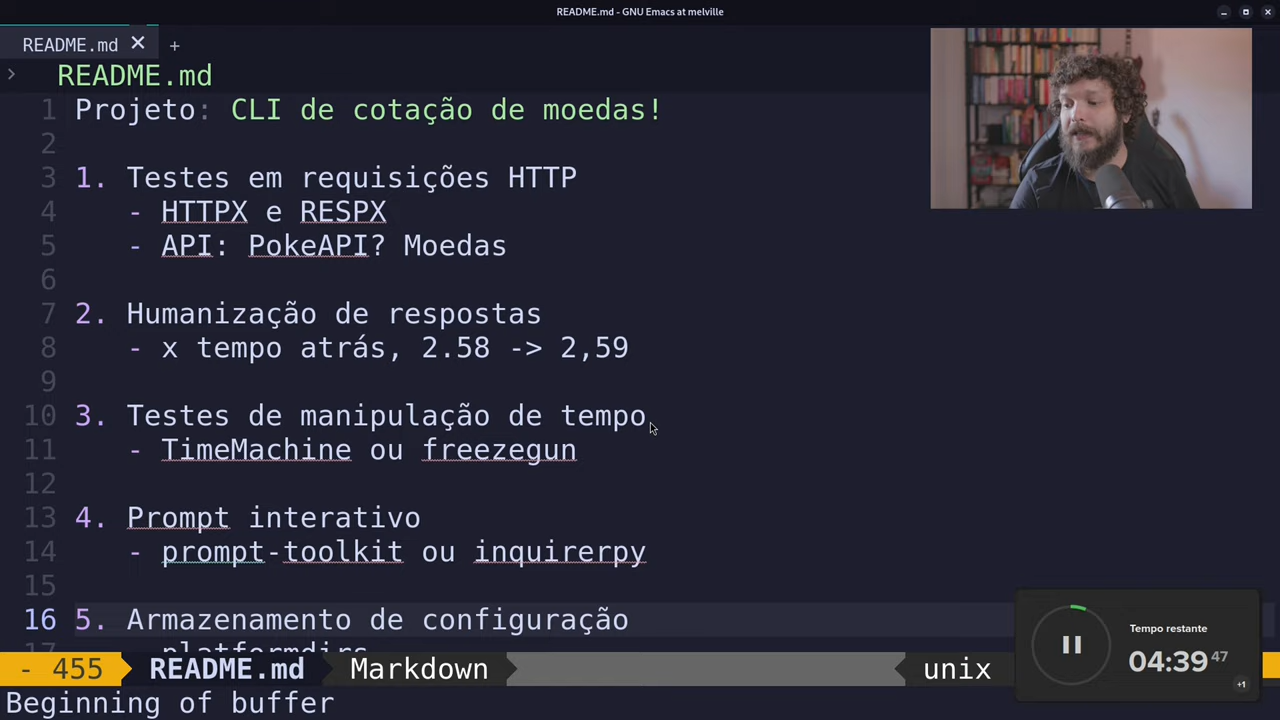 README.md - GNU Emacs at melville
README.md
README.md
1 Projeto: CLI de cotação de moedas!
2
3 1. Testes em requisições HTTP
4 - HTTPX e RESPX
5 - API: PokeAPI? Moedas
6
7 2. Humanização de respostas
8 - x tempo atrás, 2.58 -> 2,59
9
10 3. Testes de manipulação de tempo
11 - TimeMachine ou freezegun
12
13 4. Prompt interativo
14 - prompt-toolkit ou inquirerpy
15
16 5. Armazenamento de configuração
17 - platformdirs
Tempo restante
04:39 47
+1
- 455 README.md Markdown unix
Beginning of buffer